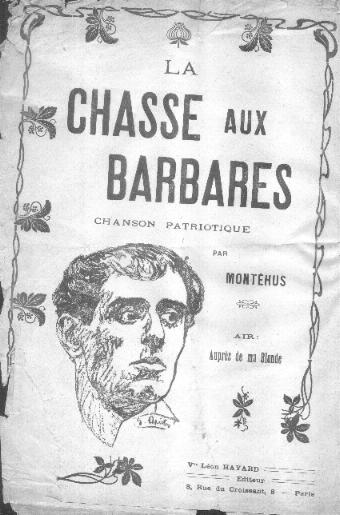 LA
CHASSE AUX
BARBARES
CHANSON PATRIOTIQUE
PAR
MONTÉHUS
AIR:
Auprès de ma Blonde
Vve Léon HAYARD
Editeur
8, Rue du Croissant, 8 - Paris